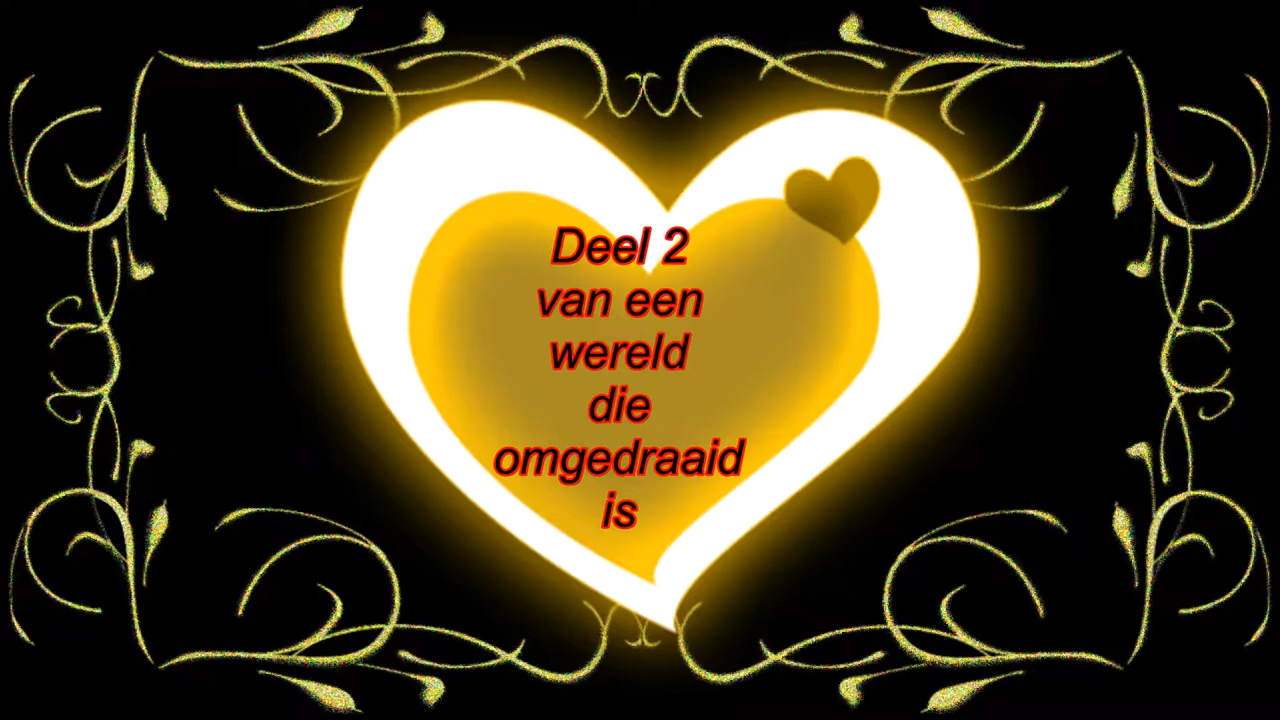 Deel 2
van een
wereld
die
omgedraaid
is